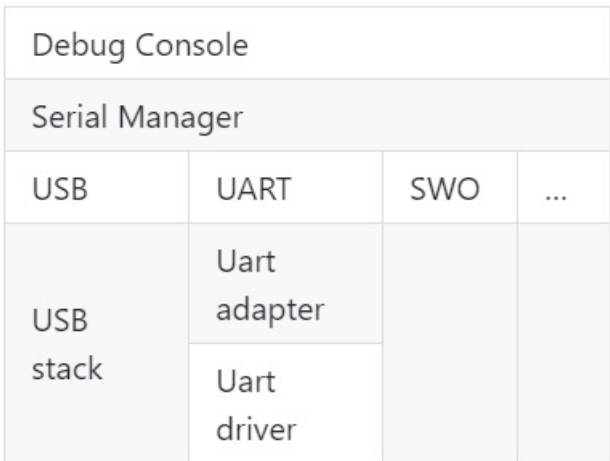 Debug Console
Serial Manager
USB UART SWO ...
Uart
adapter
USB
stack
Uart
driver